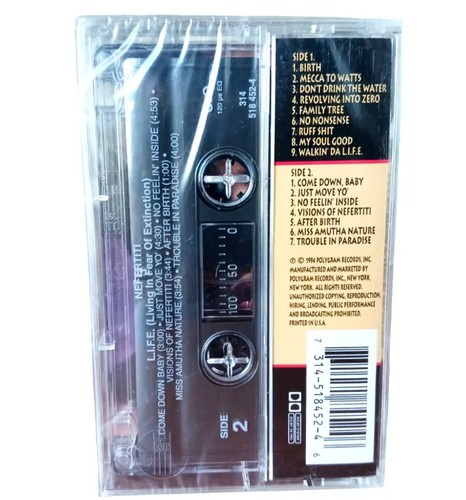 SIDE 1.
1. BIRTH
2. MECCA TO WATTS
3. DON'T DRINK THE WATER
4. REVOLVING INTO ZERO
5. FAMILY TREE
6. NO NONSENSE
7. RUFF SHIT
8. MY SOUL GOOD
9. WALKIN' DA L.I.F.E.
SIDE 2.
1. COME DOWN, BABY
2. JUST MOVE YO'
3. NO FEELIN' INSIDE
4. VISIONS OF NEFERTITI
5. AFTER BIRTH
6. MISS AMUTHA NATURE
7. TROUBLE IN PARADISE
℗ © 1994 POLYGRAM RECORDS, INC.
MANUFACTURED AND MARKETED BY
POLYGRAM RECORDS, INC., NEW YORK,
NEW YORK. ALL RIGHTS RESERVED.
UNAUTHORIZED COPYING, REPRODUCTION,
HIRING, LENDING, PUBLIC PERFORMANCE
AND BROADCASTING PROHIBITED.
PRINTED IN U.S.A.
7 314-518452-4 6
NEFERTITI
L.I.F.E. (Living In Fear Of Extinction)
COME DOWN BABY (3:00) • JUST MOVE YO' (4:30) • NO FEELIN' INSIDE (4:53) •
VISIONS OF NEFERTITI (3:44) • AFTER BIRTH (1:00) •
MISS AMUTHA NATURE (3:54) • TROUBLE IN PARADISE (4:00)
120 µs EQ
314
518 452-4
0
50
100
SIDE
2